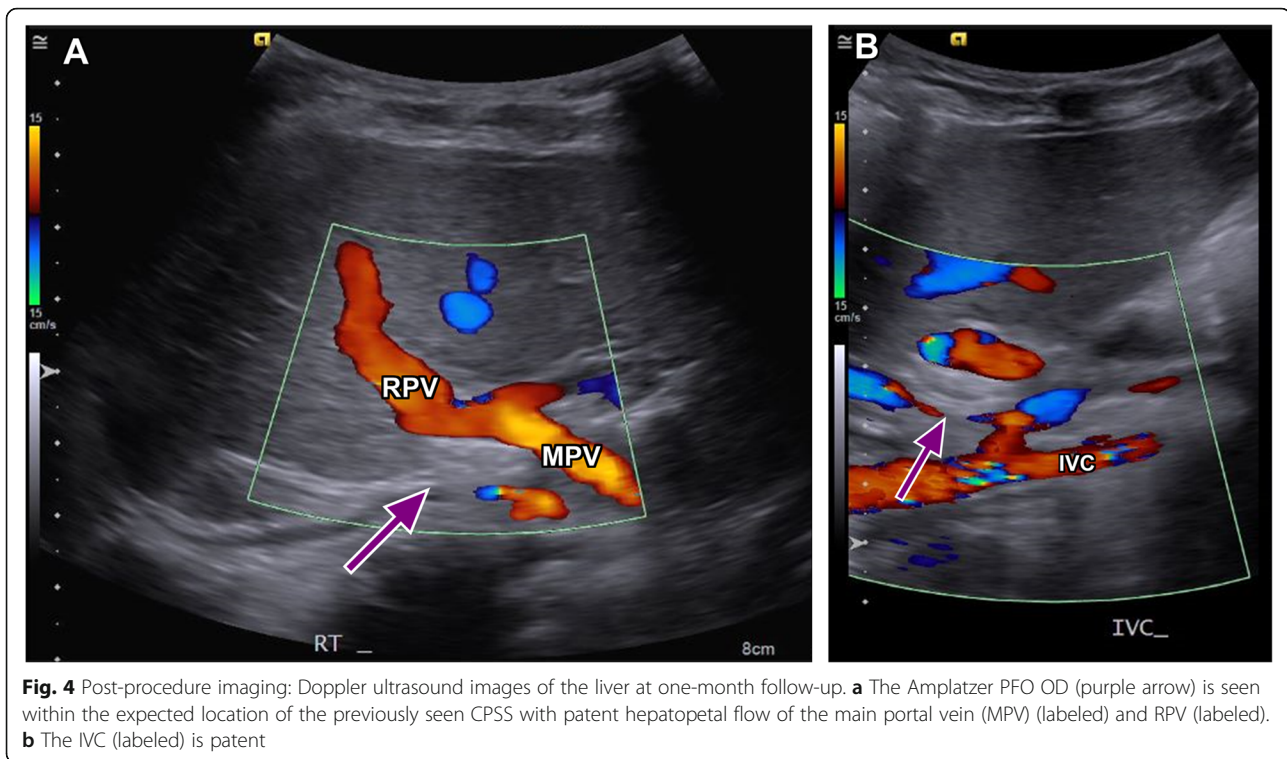 A
15
15
cm/s
RPV
MPV
RT _
8cm
B
15
15
cm/s
IVC
IVC_
Fig. 4 Post-procedure imaging: Doppler ultrasound images of the liver at one-month follow-up. a The Amplatzer PFO OD (purple arrow) is seen
within the expected location of the previously seen CPSS with patent hepatopetal flow of the main portal vein (MPV) (labeled) and RPV (labeled).
b The IVC (labeled) is patent